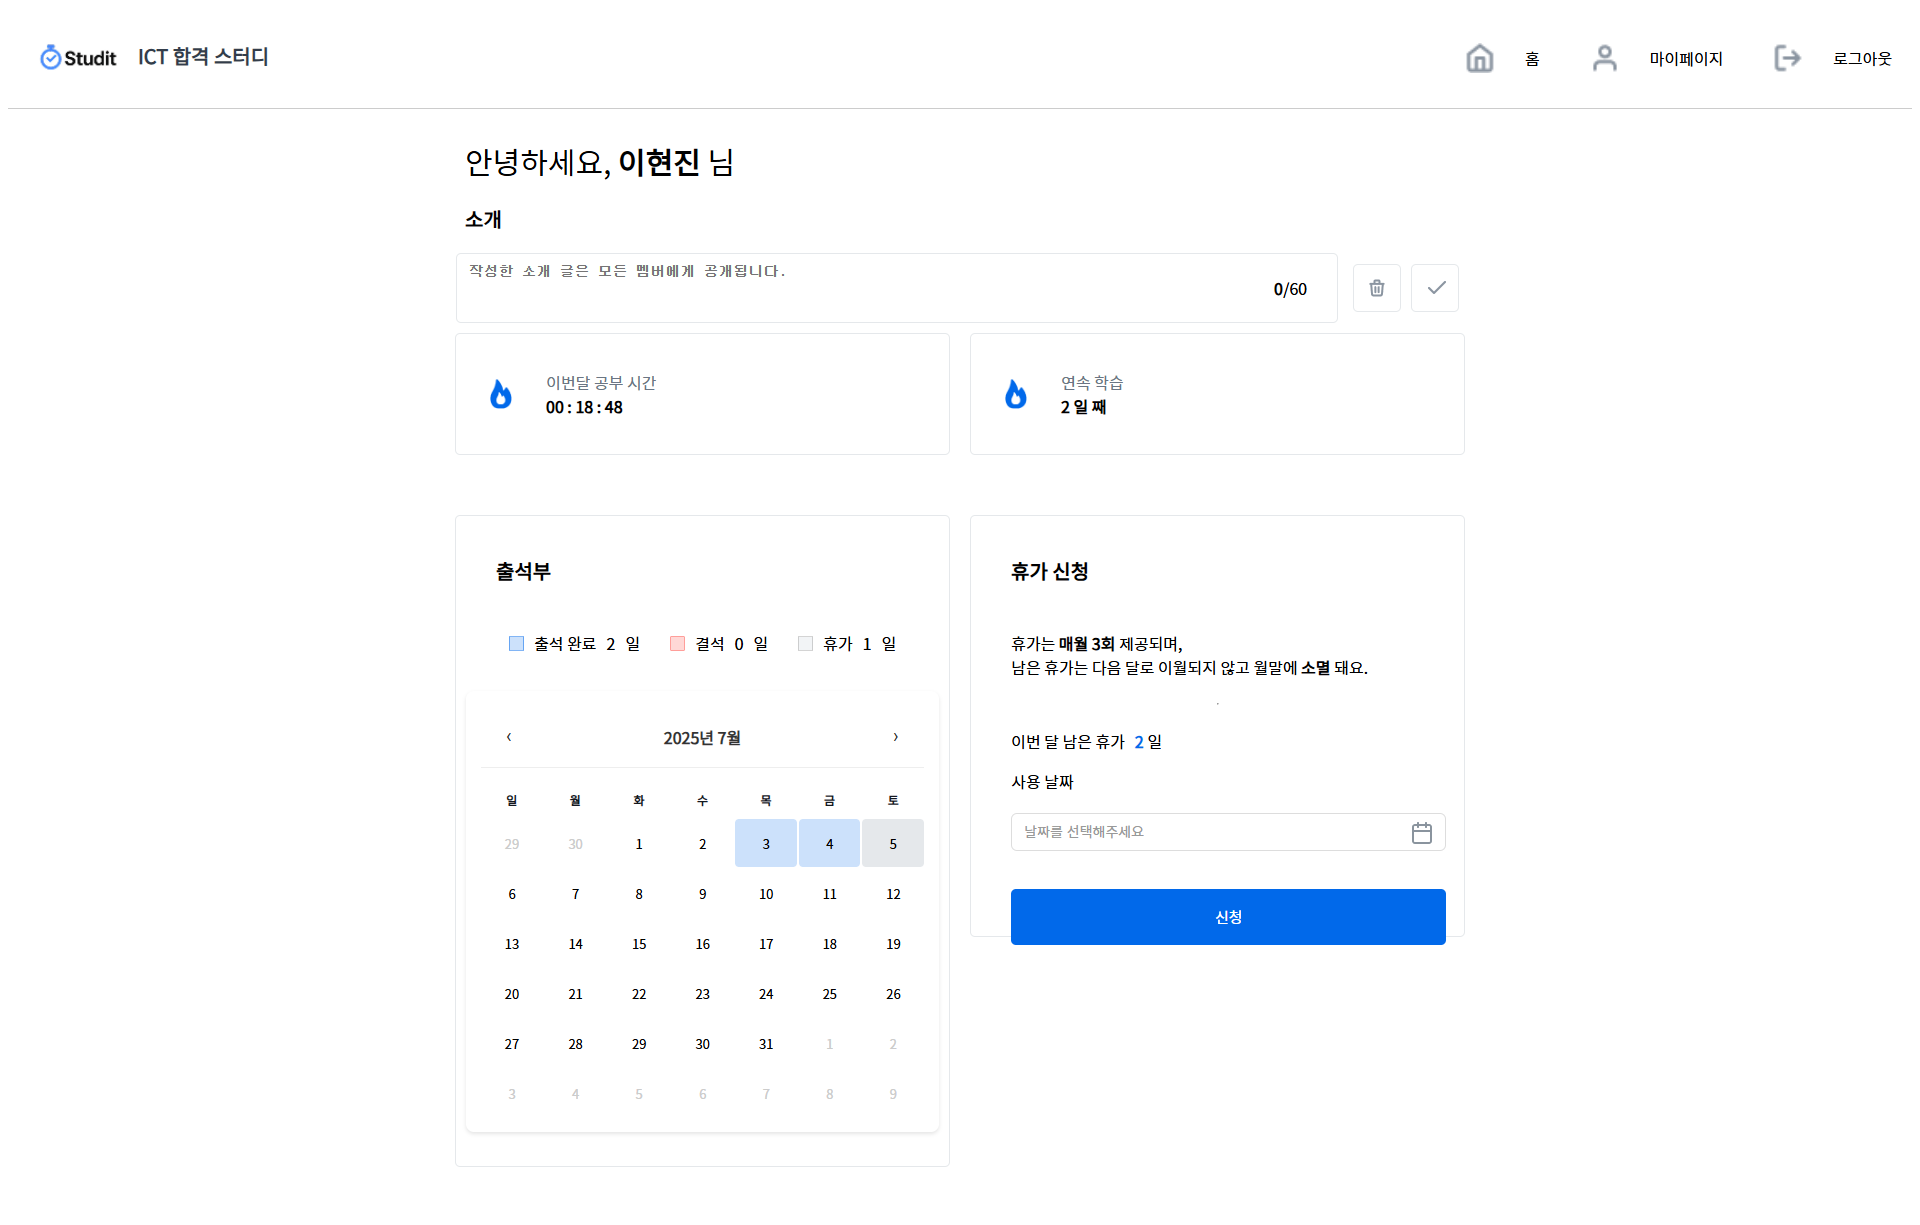 Studit ICT 합격 스터디 홈 마이페이지 로그아웃
안녕하세요, 이현진 님
소개
작성한 소개 글은 모든 멤버에게 공개됩니다.
0/60
이번달 공부 시간
00 : 18 : 48
연속 학습
2 일 째
출석부
출석 완료 2 일 결석 0 일 휴가 1 일
‹ 2025년 7월 ›
일 월 화 수 목 금 토
29 30 1 2 3 4 5
6 7 8 9 10 11 12
13 14 15 16 17 18 19
20 21 22 23 24 25 26
27 28 29 30 31 1 2
3 4 5 6 7 8 9
휴가 신청
휴가는 매월 3회 제공되며,
남은 휴가는 다음 달로 이월되지 않고 월말에 소멸 돼요.
이번 달 남은 휴가 2 일
사용 날짜
날짜를 선택해주세요
신청